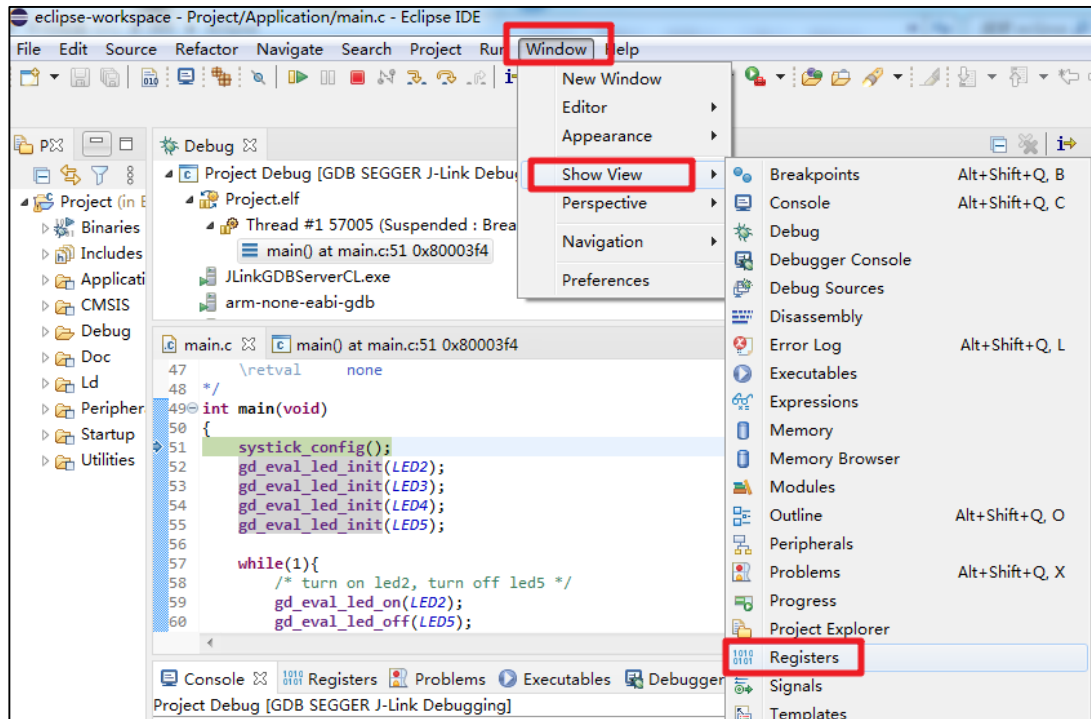 eclipse-workspace - Project/Application/main.c - Eclipse IDE
File Edit Source Refactor Navigate Search Project Run Window Help
New Window
Editor
Appearance
Show View
Perspective
Navigation
Preferences
Breakpoints Alt+Shift+Q, B
Console Alt+Shift+Q, C
Debug
Debugger Console
Debug Sources
Disassembly
Error Log Alt+Shift+Q, L
Executables
Expressions
Memory
Memory Browser
Modules
Outline Alt+Shift+Q, O
Peripherals
Problems Alt+Shift+Q, X
Progress
Project Explorer
Registers
Signals
Templates
P
Project (in
Binaries
Includes
Applicati
CMSIS
Debug
Doc
Ld
Peripher
Startup
Utilities
Debug
Project Debug [GDB SEGGER J-Link Debu
Project.elf
Thread #1 57005 (Suspended : Brea
main() at main.c:51 0x80003f4
JLinkGDBServerCL.exe
arm-none-eabi-gdb
main.c main() at main.c:51 0x80003f4
47 \retval none
48 */
49 int main(void)
50 {
51 systick_config();
52 gd_eval_led_init(LED2);
53 gd_eval_led_init(LED3);
54 gd_eval_led_init(LED4);
55 gd_eval_led_init(LED5);
56
57 while(1){
58 /* turn on led2, turn off led5 */
59 gd_eval_led_on(LED2);
60 gd_eval_led_off(LED5);
Console Registers Problems Executables Debugger
Project Debug [GDB SEGGER J-Link Debugging]